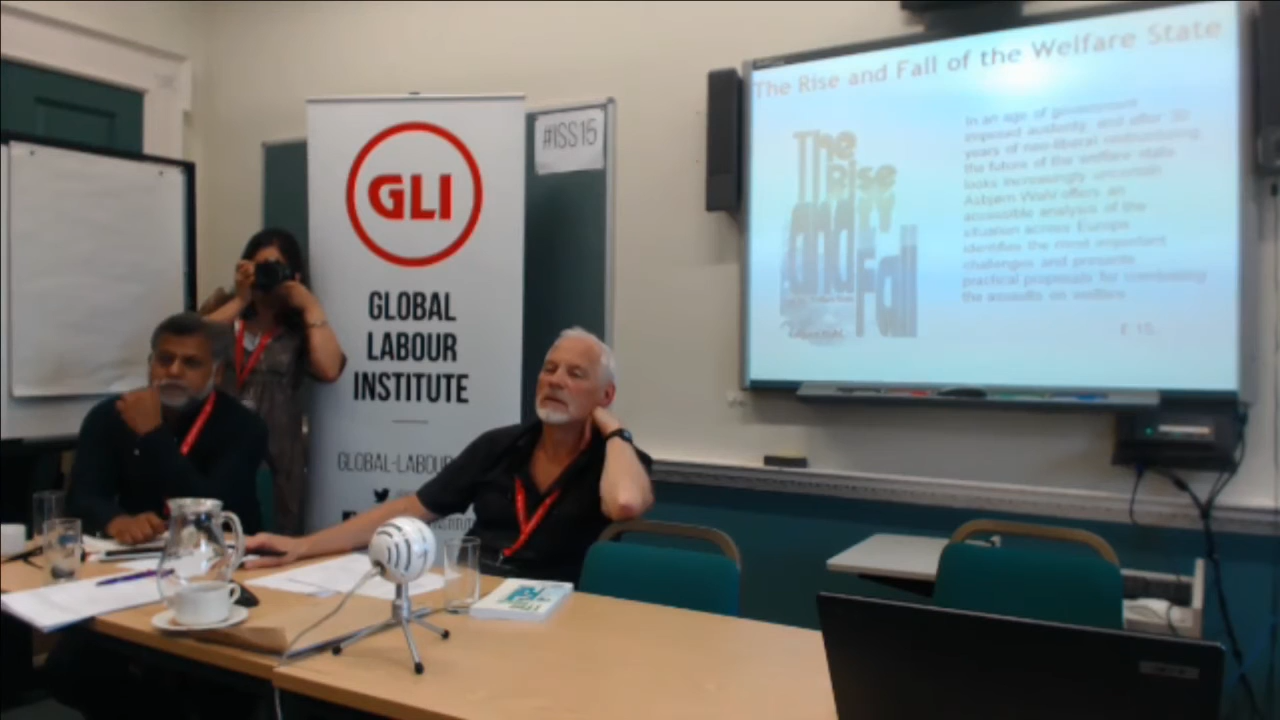 #ISS15
GLI
GLOBAL
LABOUR
INSTITUTE
GLOBAL-LABOU
The Rise and Fall of the Welfare State
The
Rise
and
Fall
In an age of government
imposed austerity, and after 30
years of neo-liberal restructuring,
the future of the welfare state
looks increasingly uncertain
Asbjørn Wahl offers an
accessible analysis of the
situation across Europe
identifies the most important
challenges and presents
practical proposals for combating
the assaults on welfare